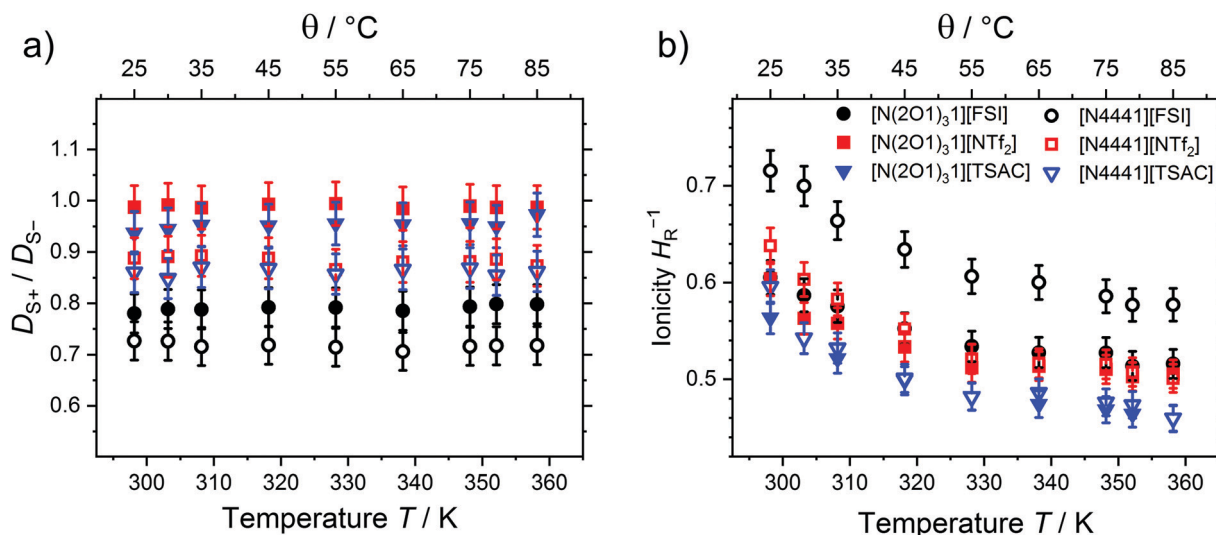 a)
θ / °C
25 35 45 55 65 75 85
D_S+ / D_S−
1.1
1.0
0.9
0.8
0.7
0.6
300 310 320 330 340 350 360
Temperature T / K
b)
θ / °C
25 35 45 55 65 75 85
[N(2O1)₃1][FSI] [N4441][FSI]
[N(2O1)₃1][NTf₂] [N4441][NTf₂]
[N(2O1)₃1][TSAC] [N4441][TSAC]
Ionicity H_R⁻¹
0.7
0.6
0.5
300 310 320 330 340 350 360
Temperature T / K